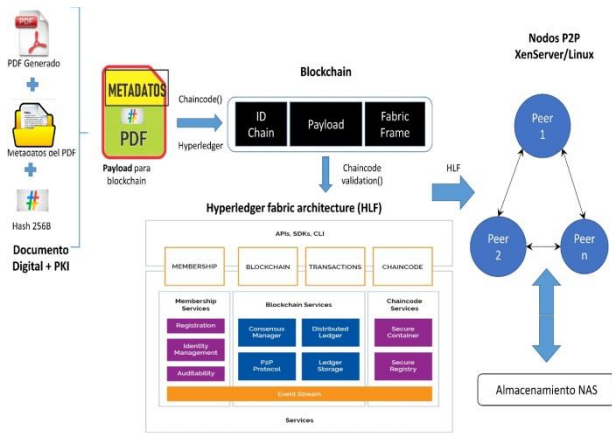 PDF Generado
Metadatos del PDF
Hash 256B
Documento
Digital + PKI
METADATOS
PDF
Payload para
blockchain
Chaincode()
Hyperledger
Blockchain
ID
Chain
Payload
Fabric
Frame
Chaincode
validation()
HLF
Hyperledger fabric architecture (HLF)
APIs, SDKs, CLI
MEMBERSHIP
BLOCKCHAIN
TRANSACTIONS
CHAINCODE
Membership
Services
Registration
Identity
Management
Auditability
Blockchain Services
Consensus
Manager
Distributed
Ledger
P2P
Protocol
Ledger
Storage
Chaincode
Services
Secure
Container
Secure
Registry
Event Stream
Services
Nodos P2P
XenServer/Linux
Peer
1
Peer
2
Peer
n
Almacenamiento NAS